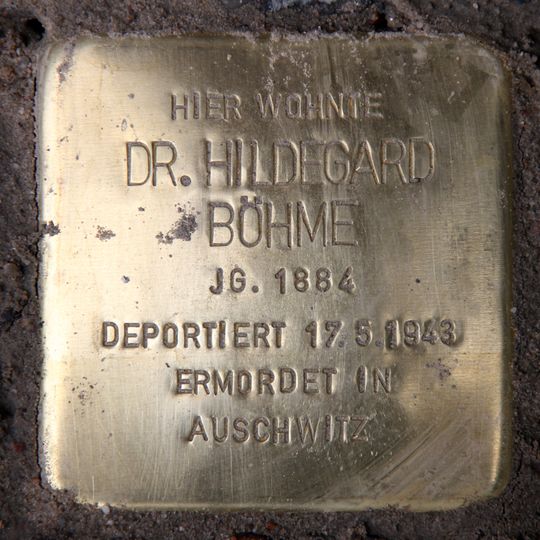 HIER WOHNTE
DR. HILDEGARD
BÖHME
JG. 1884
DEPORTIERT 17.5.1943
ERMORDET IN
AUSCHWITZ